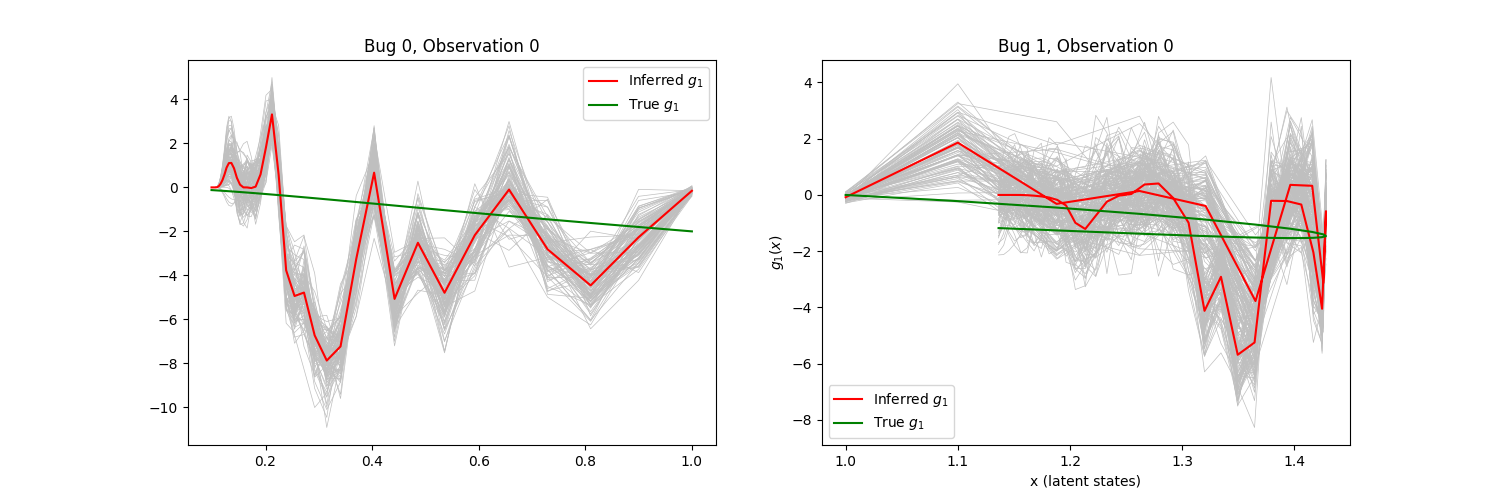 Bug 0, Observation 0
Inferred g₁
True g₁
4
2
0
−2
−4
−6
−8
−10
0.2 0.4 0.6 0.8 1.0
Bug 1, Observation 0
g₁(x)
4
2
0
−2
−4
−6
−8
Inferred g₁
True g₁
1.0 1.1 1.2 1.3 1.4
x (latent states)